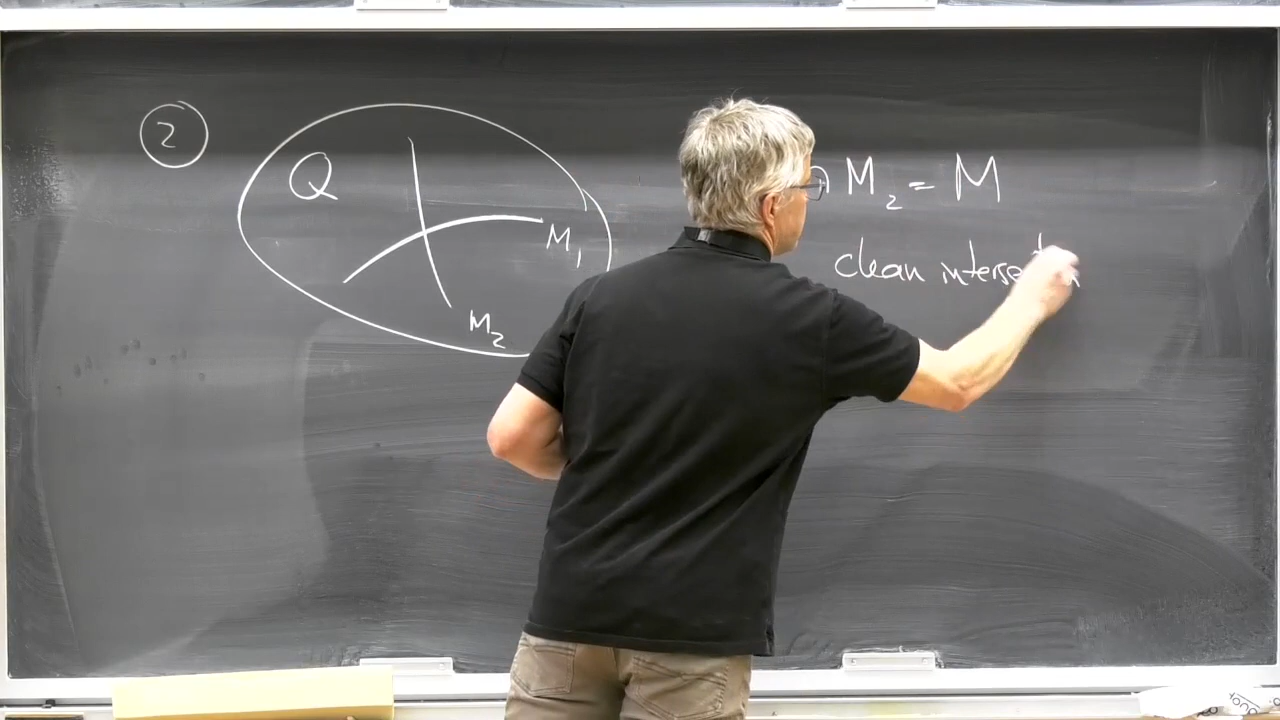 2
Q
M₁
M₂
∩ M₂ = M
clean